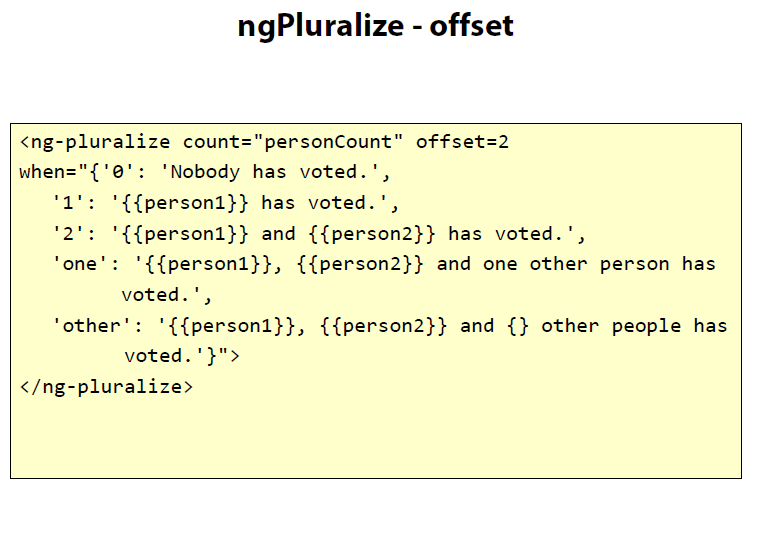 ngPluralize - offset
<ng-pluralize count="personCount" offset=2
when="{'0': 'Nobody has voted.',
'1': '{{person1}} has voted.',
'2': '{{person1}} and {{person2}} has voted.',
'one': '{{person1}}, {{person2}} and one other person has
voted.',
'other': '{{person1}}, {{person2}} and {} other people has
voted.'}">
</ng-pluralize>